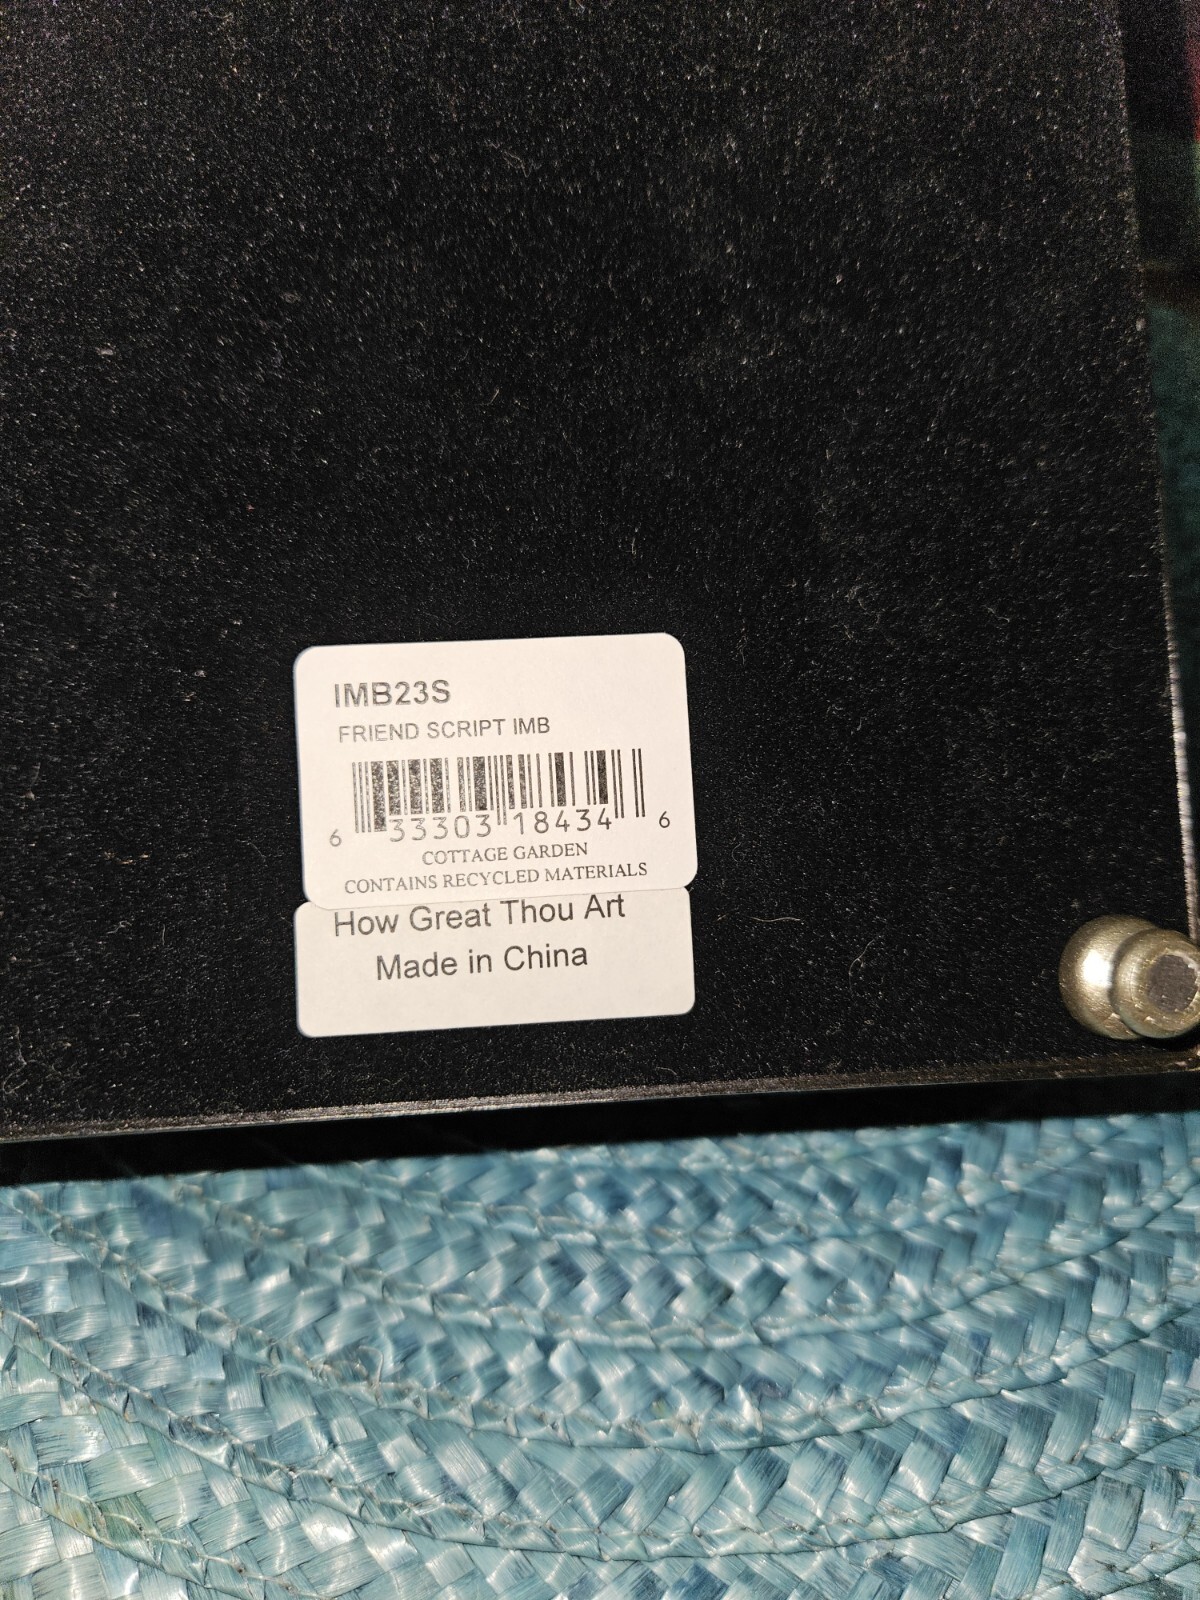 IMB23S
FRIEND SCRIPT IMB
6 33303 18434 6
COTTAGE GARDEN
CONTAINS RECYCLED MATERIALS
How Great Thou Art
Made in China